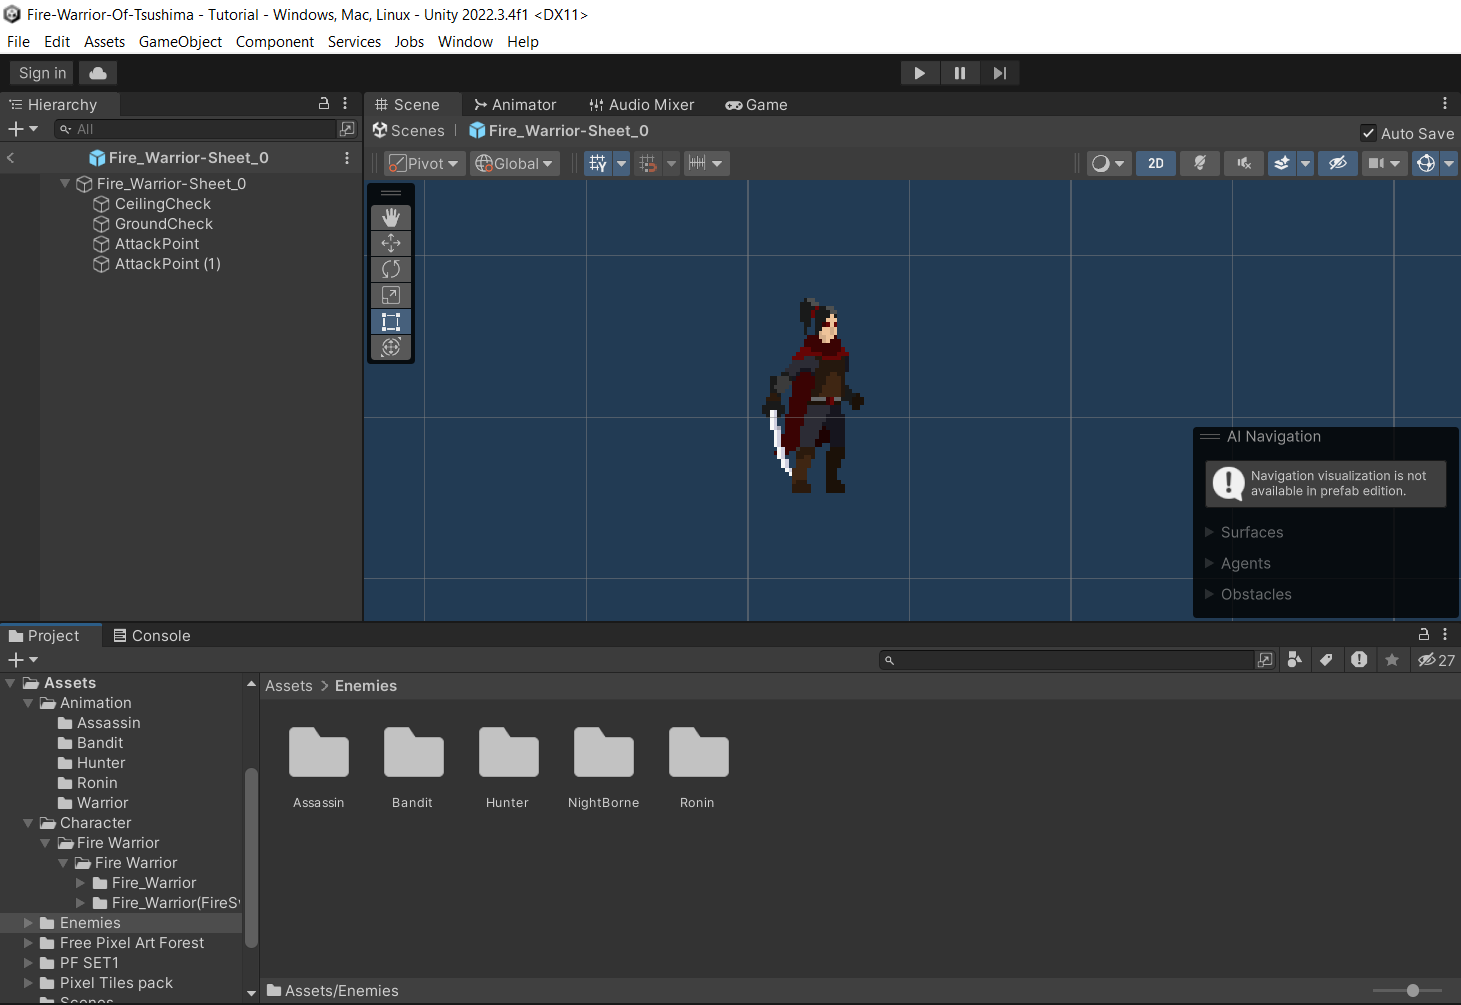 Fire-Warrior-Of-Tsushima - Tutorial - Windows, Mac, Linux - Unity 2022.3.4f1 <DX11>
File Edit Assets GameObject Component Services Jobs Window Help
Sign in
Hierarchy
All
Fire_Warrior-Sheet_0
Fire_Warrior-Sheet_0
CeilingCheck
GroundCheck
AttackPoint
AttackPoint (1)
Scene Animator Audio Mixer Game
Scenes | Fire_Warrior-Sheet_0
Auto Save
Pivot Global 2D
AI Navigation
Navigation visualization is not
available in prefab edition.
Surfaces
Agents
Obstacles
Project Console
27
Assets
Animation
Assassin
Bandit
Hunter
Ronin
Warrior
Character
Fire Warrior
Fire Warrior
Fire_Warrior
Fire_Warrior(FireS
Enemies
Free Pixel Art Forest
PF SET1
Pixel Tiles pack
Scenes
Assets > Enemies
Assassin Bandit Hunter NightBorne Ronin
Assets/Enemies